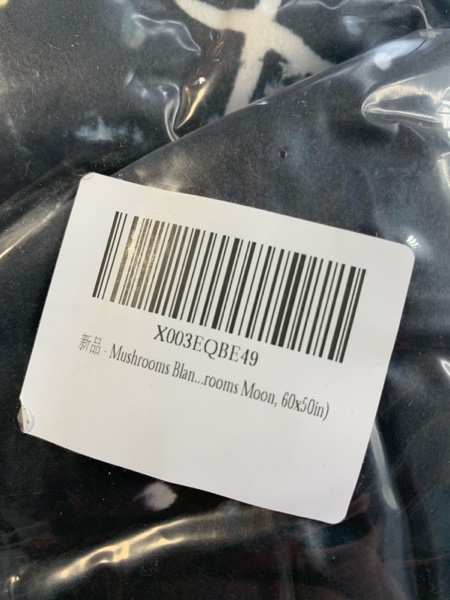 X003EQBE49
新品 - Mushrooms Blan...rooms Moon, 60x50in)